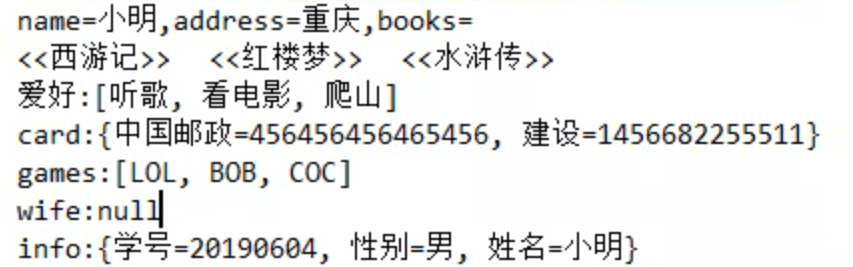 name=小明,address=重庆,books=
<<西游记>>  <<红楼梦>>  <<水浒传>>
爱好:[听歌, 看电影, 爬山]
card:{中国邮政=456456456465456, 建设=1456682255511}
games:[LOL, BOB, COC]
wife:null
info:{学号=20190604, 性别=男, 姓名=小明}